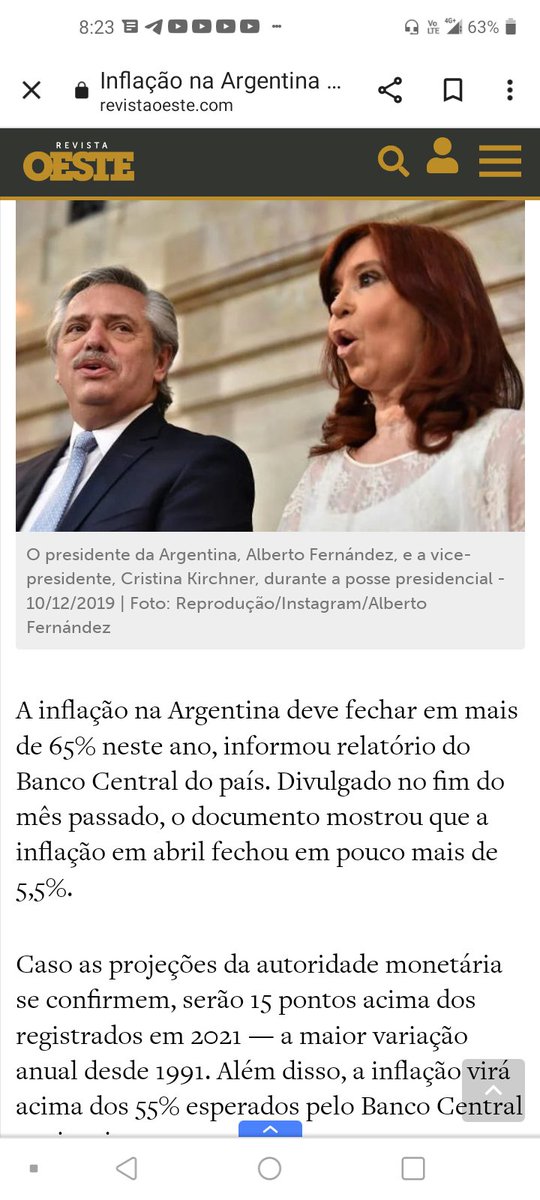 8:23
Vo LTE 4G+ 63%
Inflação na Argentina ...
revistaoeste.com
REVISTA
OESTE
O presidente da Argentina, Alberto Fernández, e a vice-
presidente, Cristina Kirchner, durante a posse presidencial -
10/12/2019 | Foto: Reprodução/Instagram/Alberto
Fernández
A inflação na Argentina deve fechar em mais
de 65% neste ano, informou relatório do
Banco Central do país. Divulgado no fim do
mês passado, o documento mostrou que a
inflação em abril fechou em pouco mais de
5,5%.
Caso as projeções da autoridade monetária
se confirmem, serão 15 pontos acima dos
registrados em 2021 — a maior variação
anual desde 1991. Além disso, a inflação virá
acima dos 55% esperados pelo Banco Central